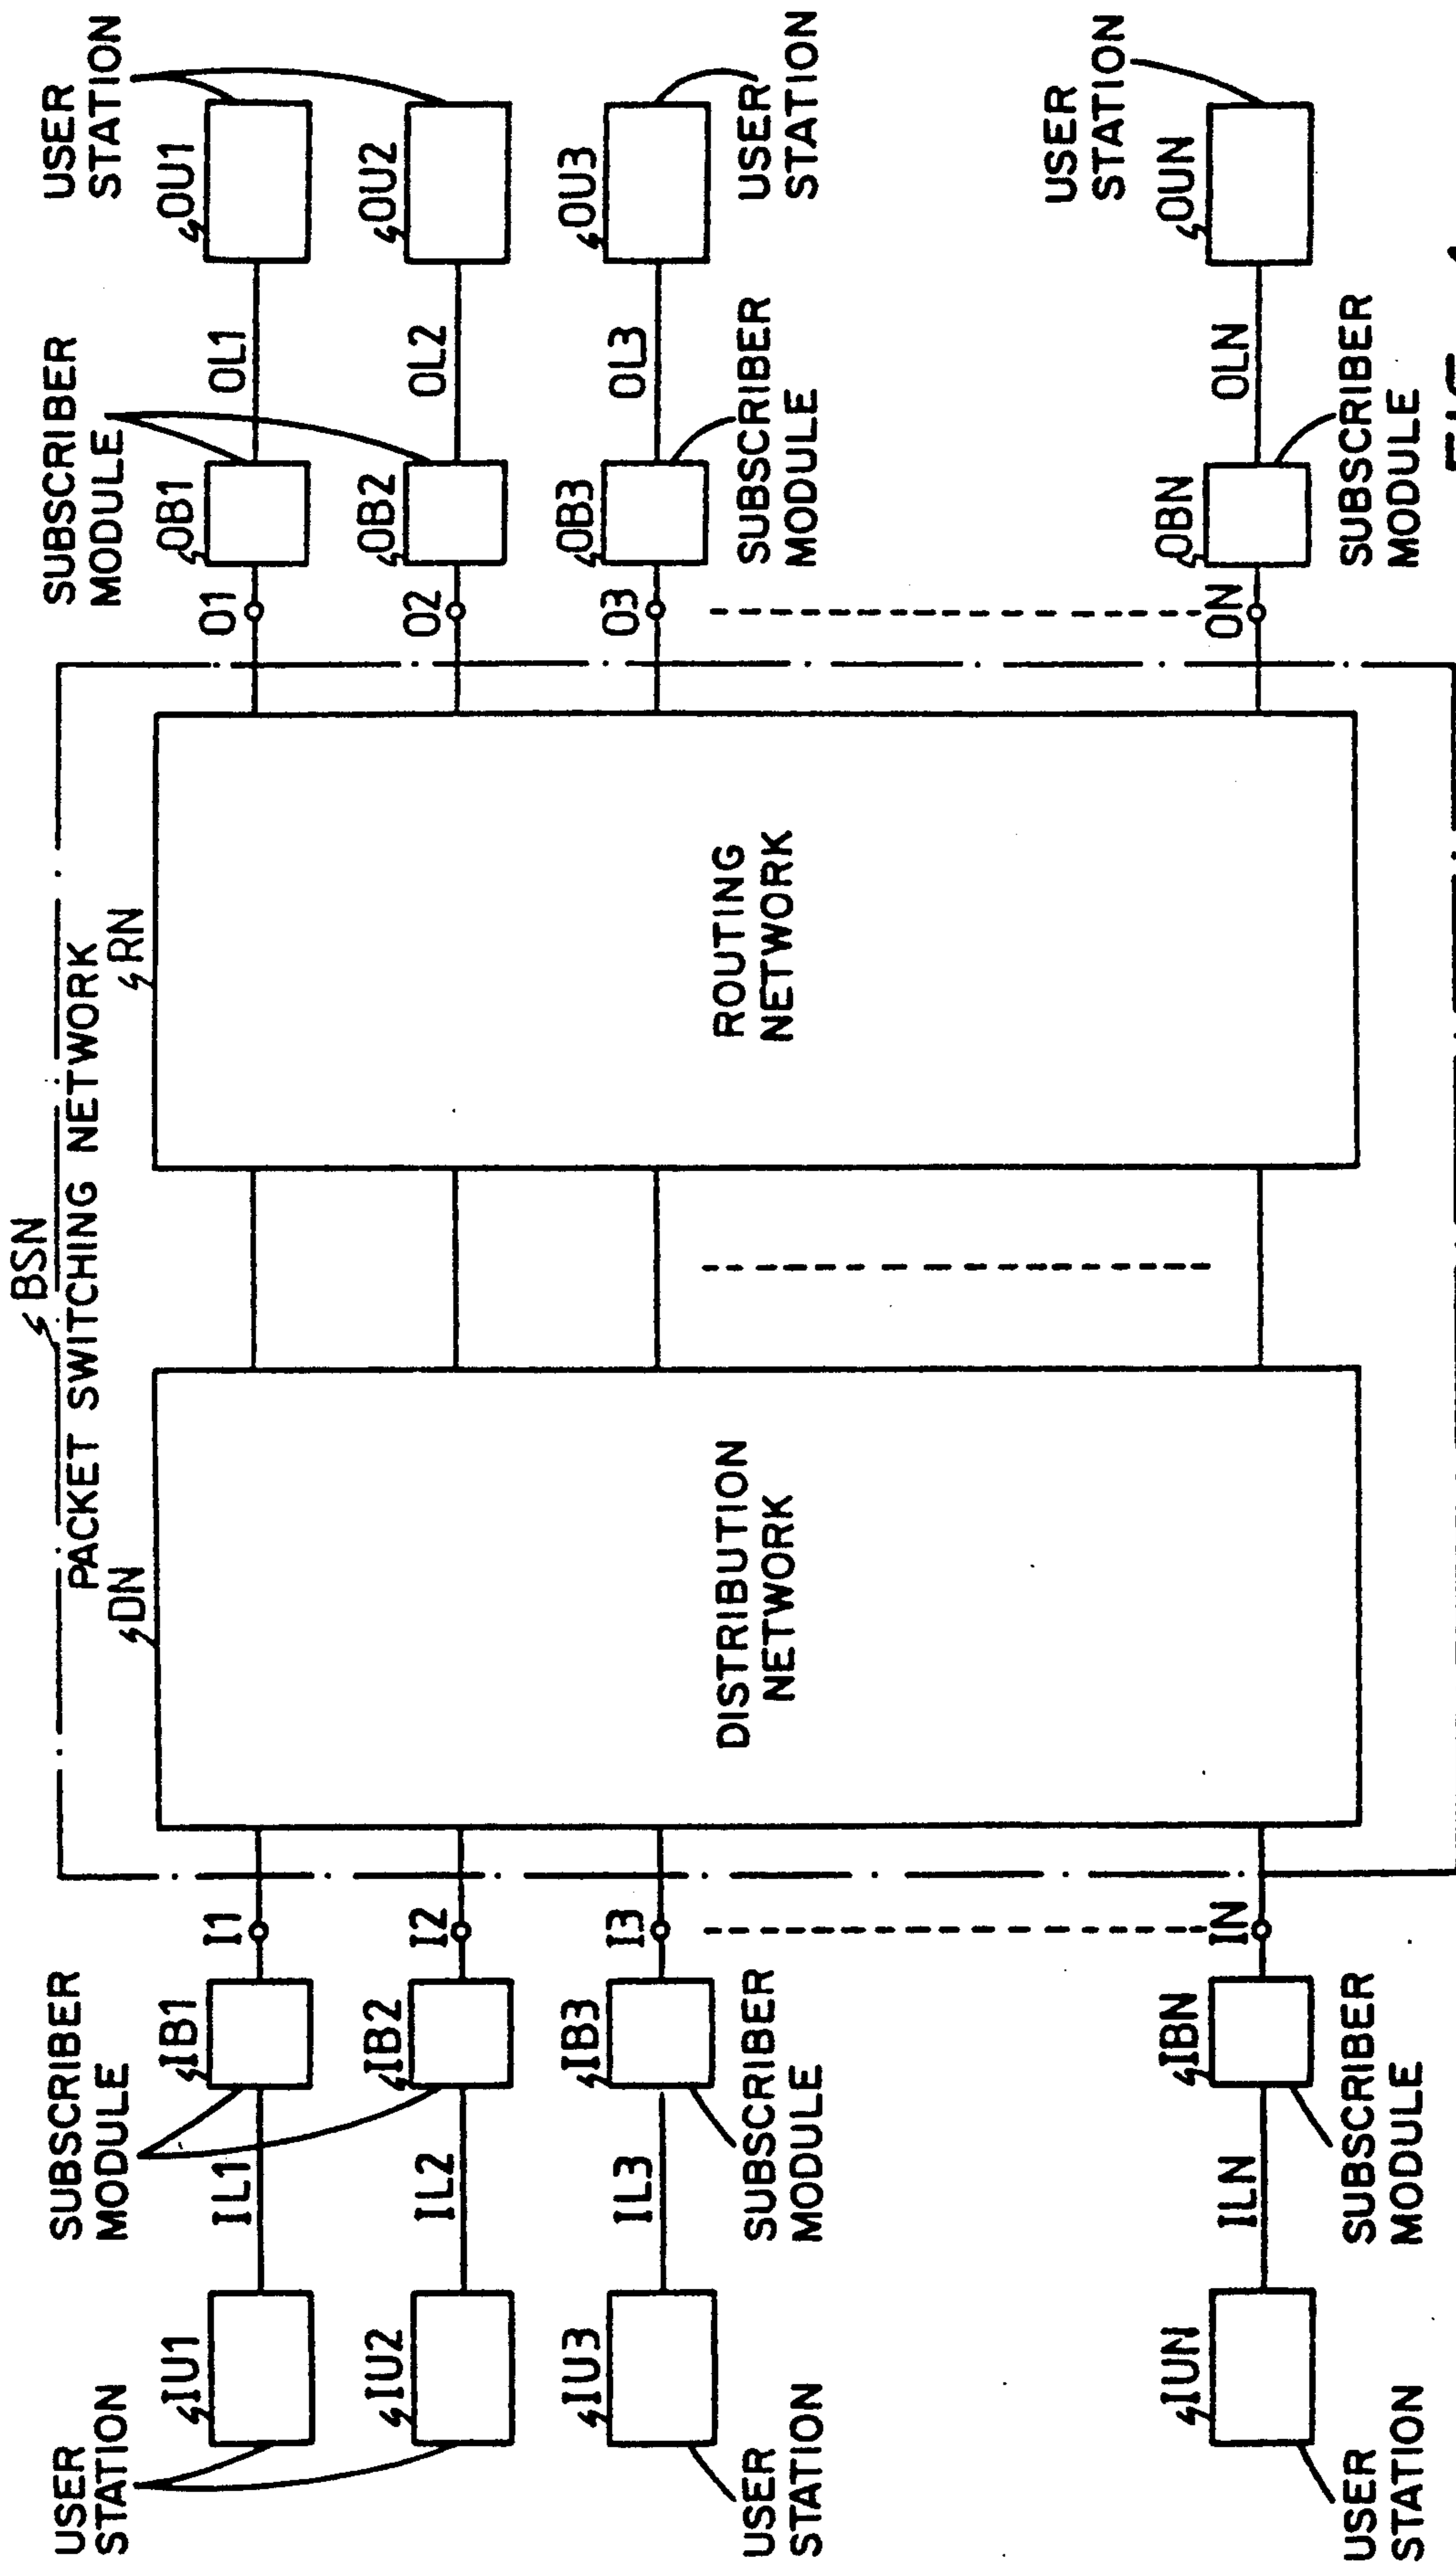 BSN
PACKET SWITCHING NETWORK
USER
STATION
SUBSCRIBER
MODULE
DN
RN
SUBSCRIBER
MODULE
USER
STATION
IU1
IL1
IB1
I1
O1
OB1
OL1
OU1
IU2
IL2
IB2
I2
O2
OB2
OL2
OU2
IU3
IL3
IB3
I3
O3
OB3
OL3
OU3
USER
STATION
SUBSCRIBER
MODULE
DISTRIBUTION
NETWORK
ROUTING
NETWORK
SUBSCRIBER
MODULE
USER
STATION
USER
STATION
IUN
ILN
IBN
IN
ON
OBN
OLN
OUN
USER
STATION
SUBSCRIBER
MODULE
SUBSCRIBER
MODULE